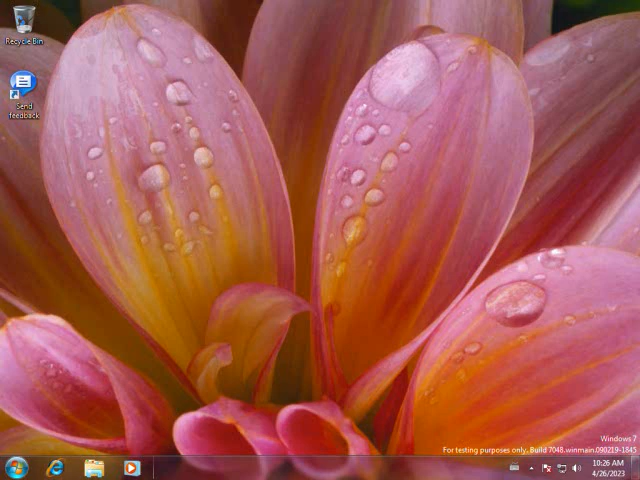 Recycle Bin
Send
feedback
Windows 7
For testing purposes only. Build 7048.winmain.090219-1845
10:26 AM
4/26/2023